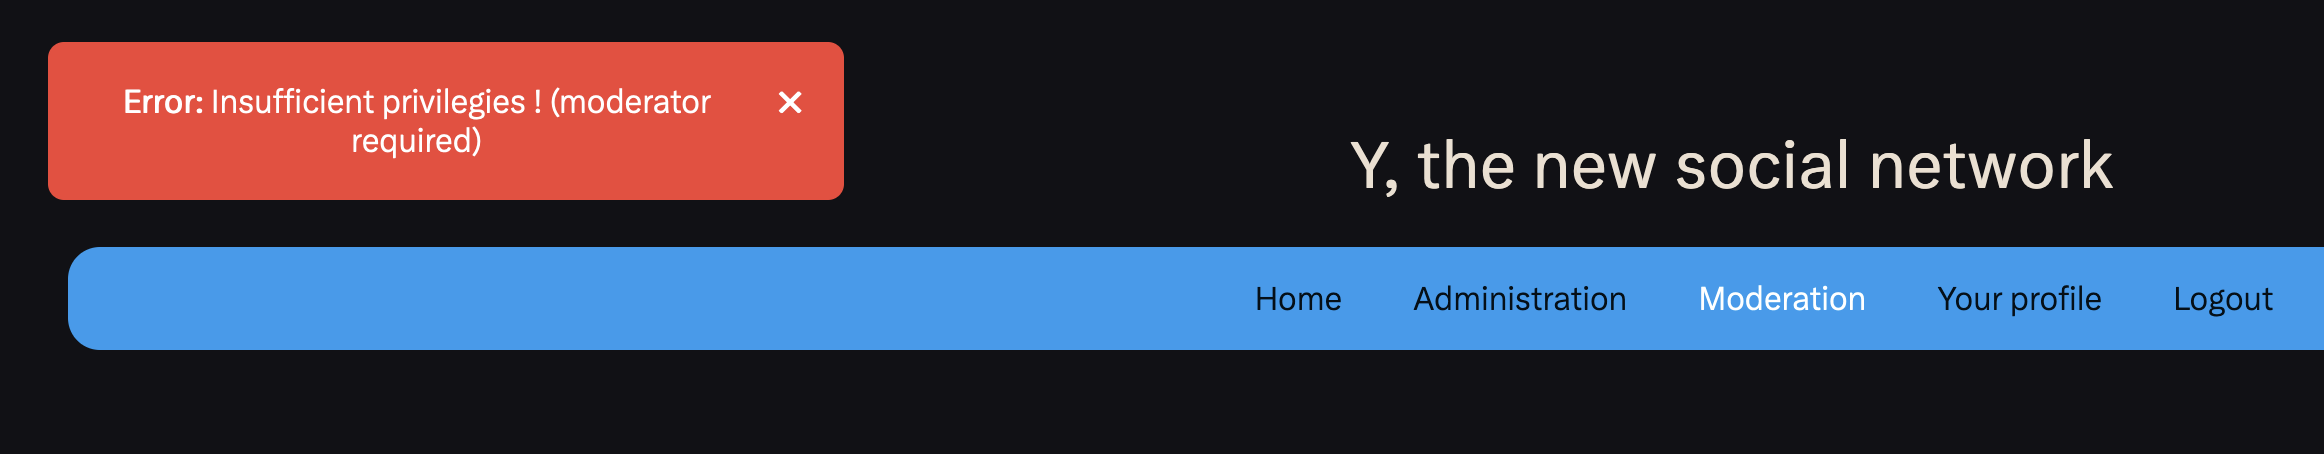 Error: Insufficient privilegies ! (moderator
required)
Y, the new social network
Home Administration Moderation Your profile Logout